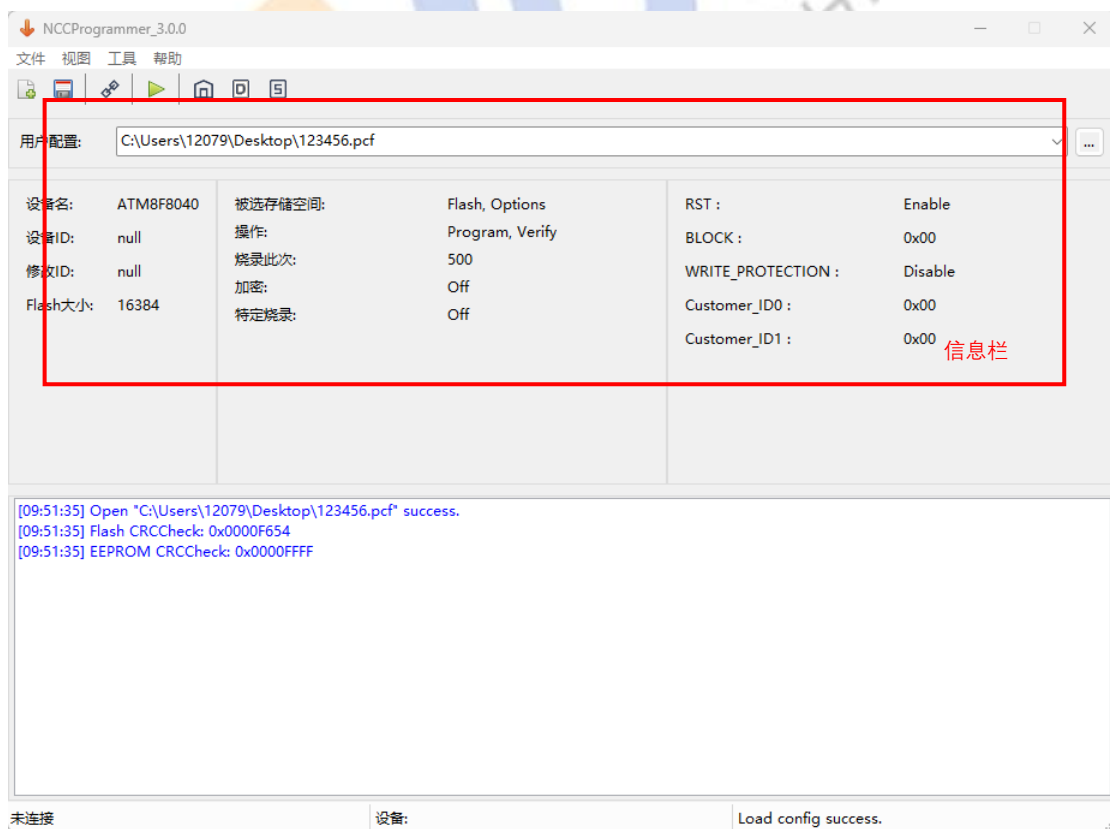 NCCProgrammer_3.0.0
文件 视图 工具 帮助
D S
用户配置: C:\Users\12079\Desktop\123456.pcf ...
设备名: ATM8F8040 被选存储空间: Flash, Options RST : Enable
设备ID: null 操作: Program, Verify BLOCK : 0x00
烧录此次: 500
修改ID: null 加密: Off WRITE_PROTECTION : Disable
Flash大小: 16384 特定烧录: Off Customer_ID0 : 0x00
Customer_ID1 : 0x00
信息栏
[09:51:35] Open "C:\Users\12079\Desktop\123456.pcf" success.
[09:51:35] Flash CRCCheck: 0x0000F654
[09:51:35] EEPROM CRCCheck: 0x0000FFFF
未连接 设备: Load config success.